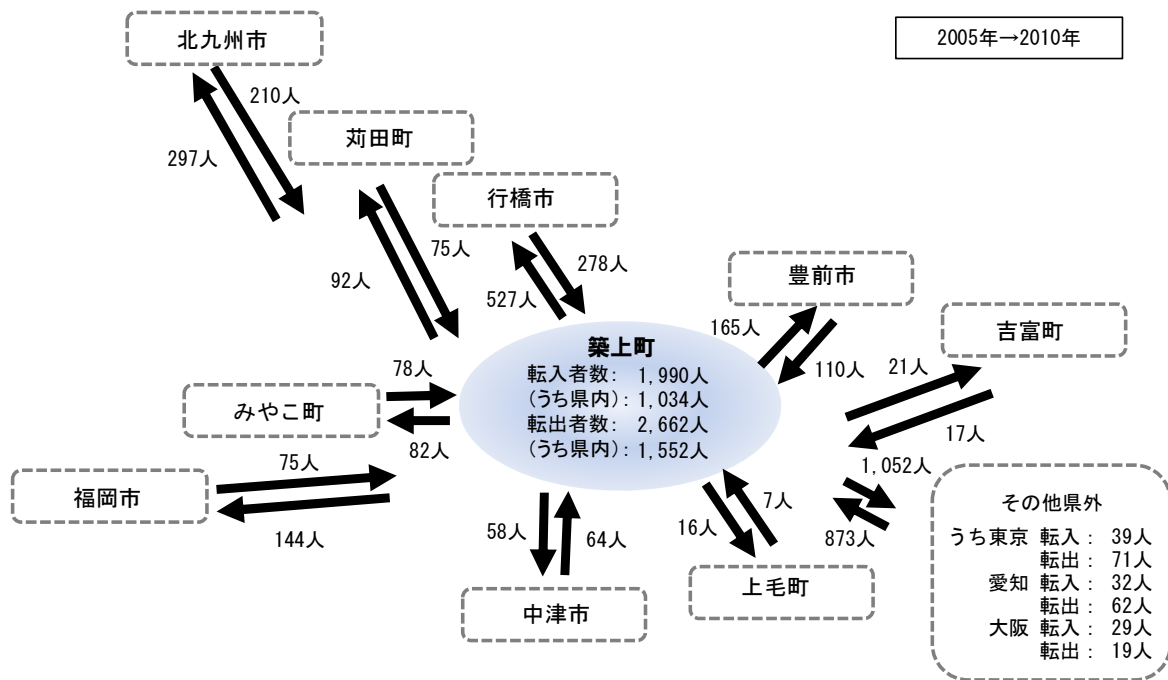 北九州市
2005年→2010年
210人
297人
苅田町
行橋市
75人
92人
278人
527人
豊前市
165人
110人
吉富町
21人
17人
築上町
転入者数： 1,990人
(うち県内)： 1,034人
転出者数： 2,662人
(うち県内)： 1,552人
78人
みやこ町
82人
75人
福岡市
144人
58人
64人
中津市
16人
7人
上毛町
1,052人
873人
その他県外
うち東京 転入： 39人
転出： 71人
愛知 転入： 32人
転出： 62人
大阪 転入： 29人
転出： 19人